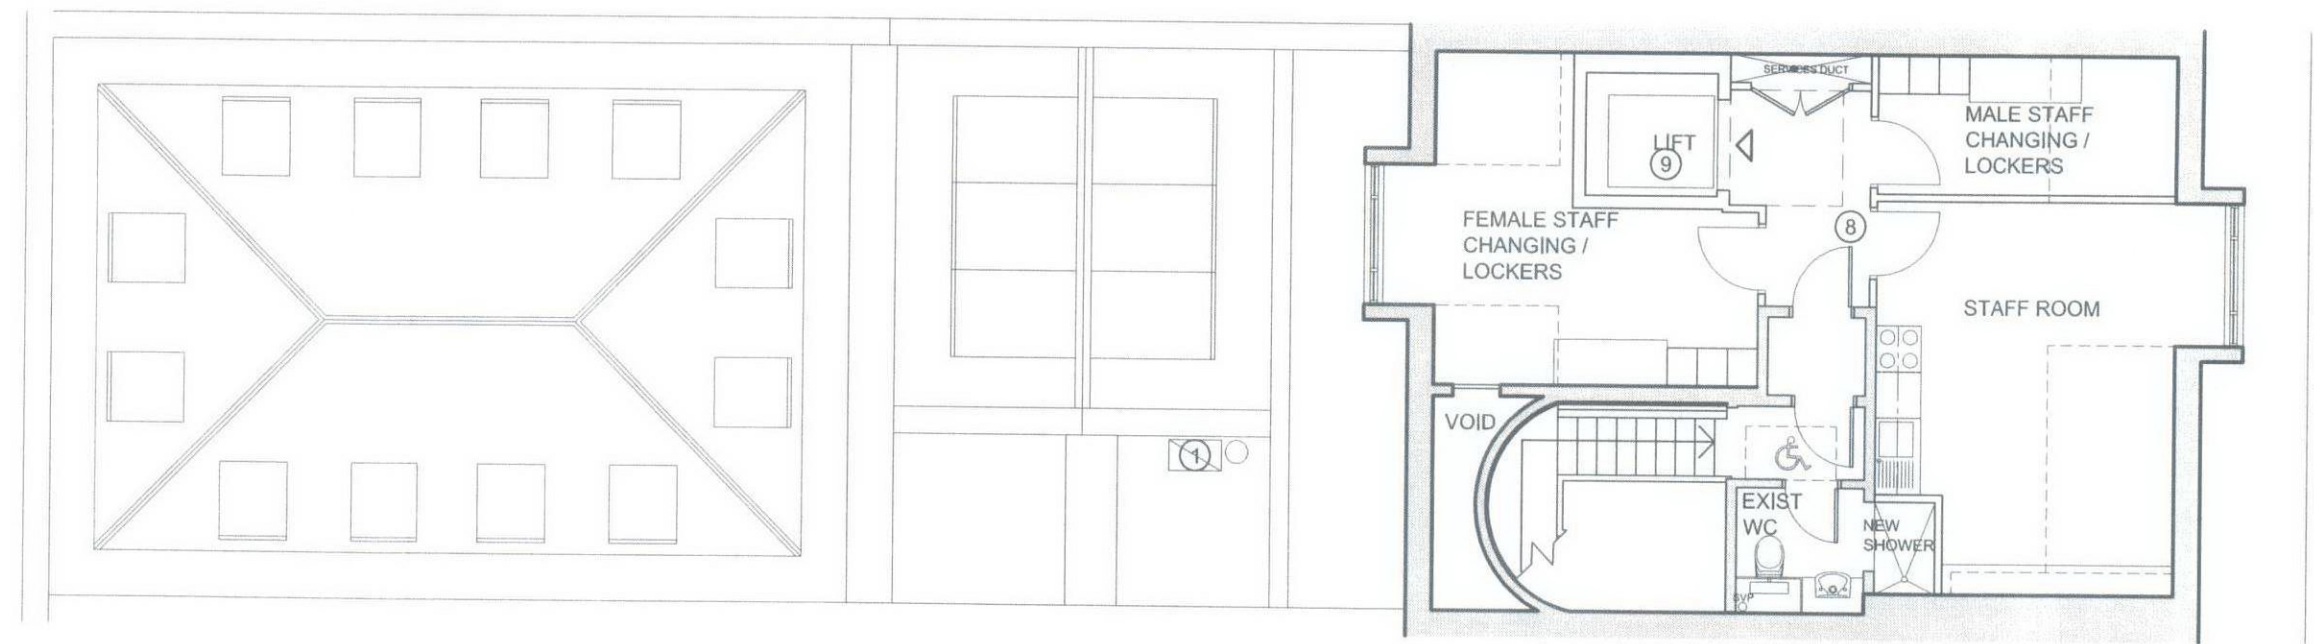 SERVICES DUCT
MALE STAFF
CHANGING /
LOCKERS
LIFT
9
FEMALE STAFF
CHANGING /
LOCKERS
8
STAFF ROOM
VOID
1
EXIST
WC
NEW
SHOWER
SVP